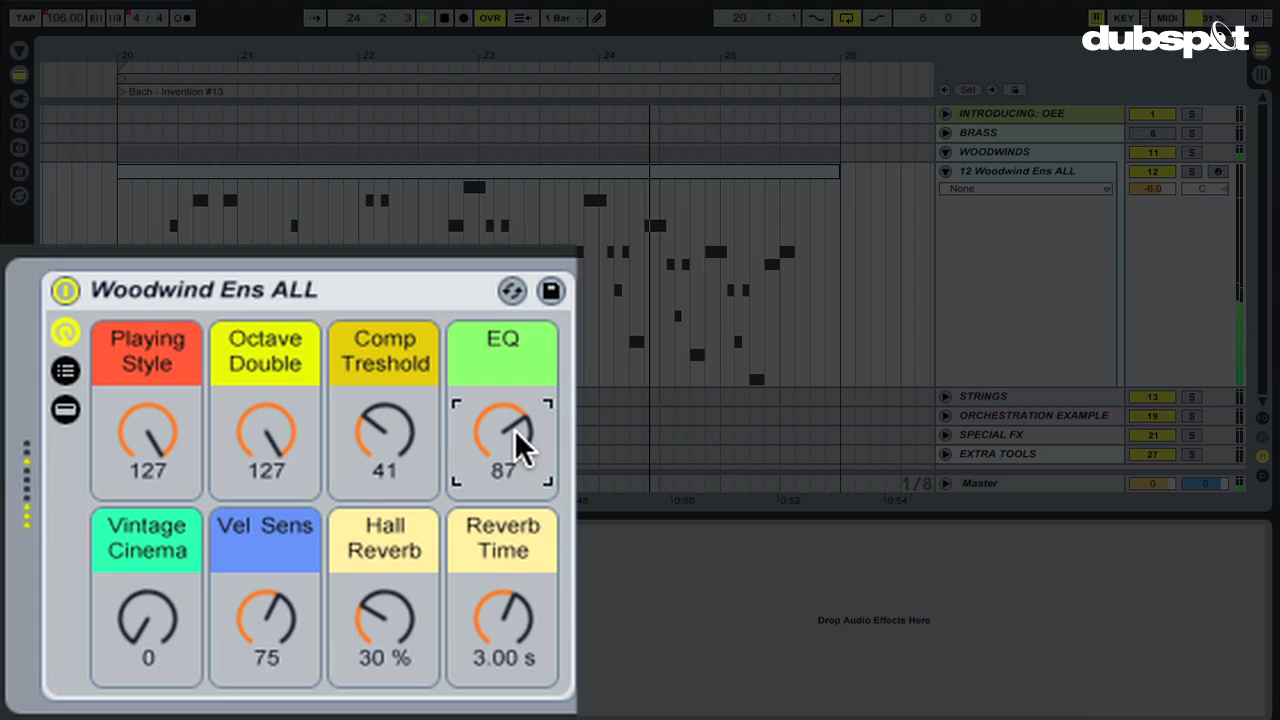 TAP 106.00 4 / 4 24. 2. 3 OVR 1 Bar 20. 1. 1 6. 0. 0 KEY MIDI 31% D
dubspot
20 21 22 23 24 25 26
Set
Bach - Invention #13
INTRODUCING: OEE 1 S
BRASS 5 S
WOODWINDS 11 S
12 Woodwind Ens ALL 12 S
None -6.0 C
Woodwind Ens ALL
Playing Style
Octave Double
Comp Treshold
EQ
127 127 41 87
Vintage Cinema
Vel Sens
Hall Reverb
Reverb Time
0 75 30 % 3.00 s
STRINGS 13 S
ORCHESTRATION EXAMPLE 19 S
SPECIAL FX 21 S
EXTRA TOOLS 27 S
1/8 Master 0 0
0:50 0:52 0:54
Drop Audio Effects Here